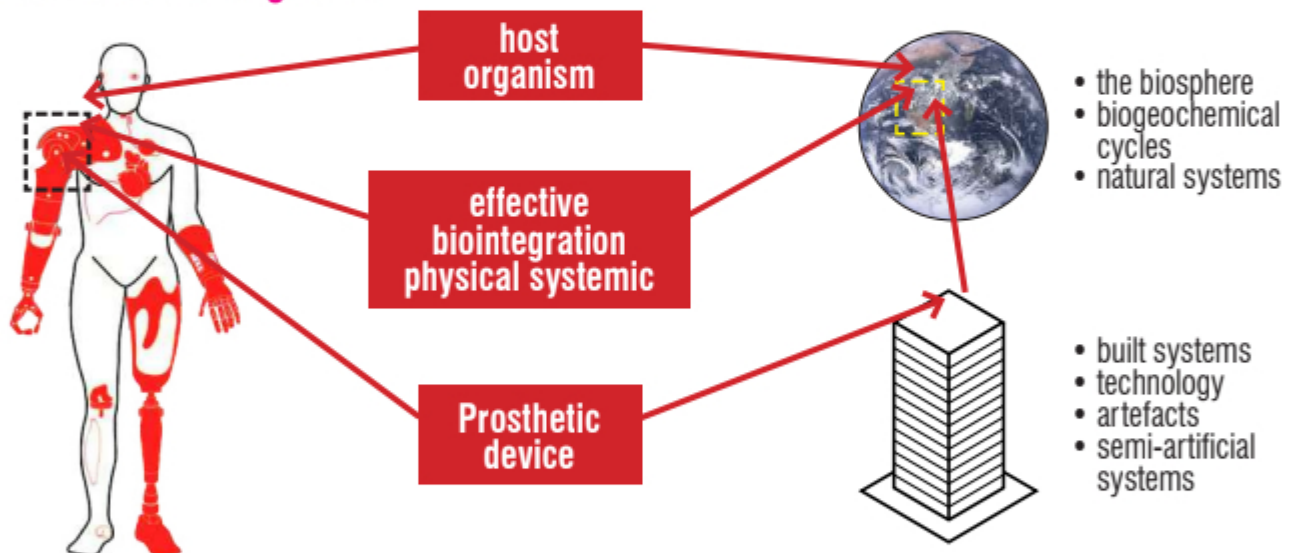 host
organism
effective
biointegration
physical systemic
Prosthetic
device
• the biosphere
• biogeochemical
cycles
• natural systems
• built systems
• technology
• artefacts
• semi-artificial
systems